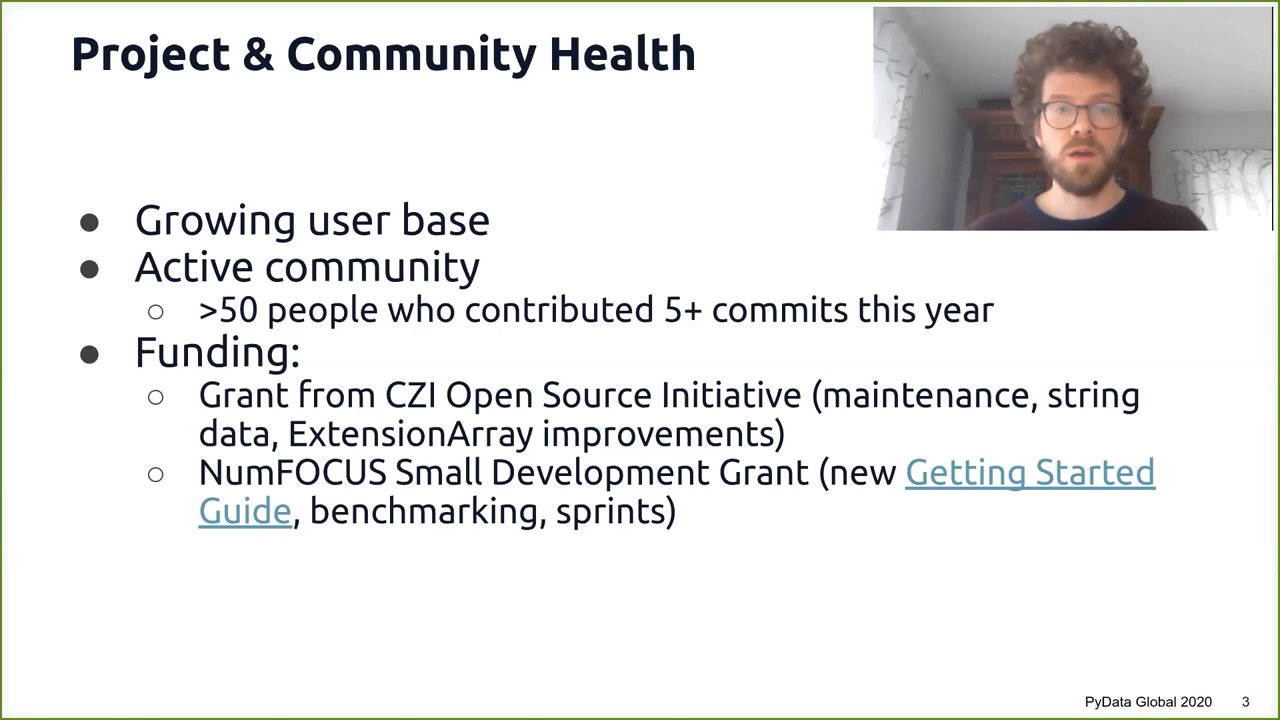 Project & Community Health
● Growing user base
● Active community
○ >50 people who contributed 5+ commits this year
● Funding:
○ Grant from CZI Open Source Initiative (maintenance, string
data, ExtensionArray improvements)
○ NumFOCUS Small Development Grant (new Getting Started
Guide, benchmarking, sprints)
PyData Global 2020 3